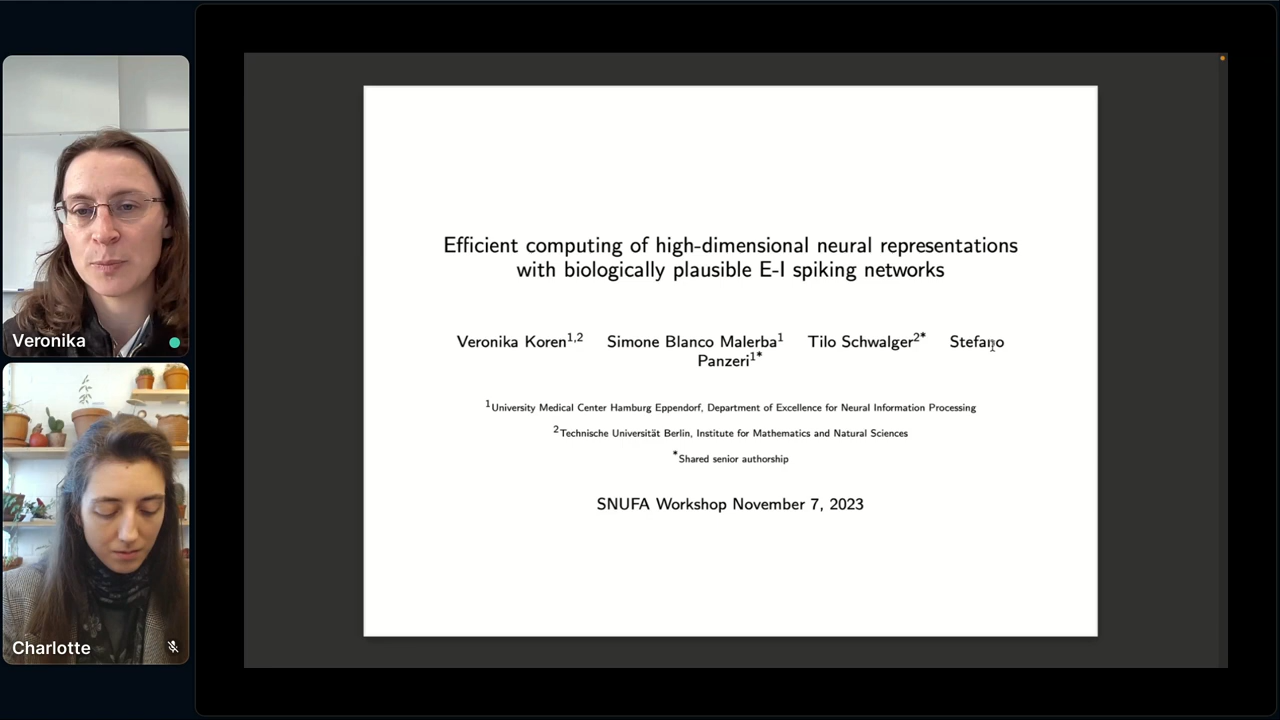 Veronika
Charlotte
Efficient computing of high-dimensional neural representations
with biologically plausible E-I spiking networks
Veronika Koren1,2 Simone Blanco Malerba1 Tilo Schwalger2* Stefano
Panzeri1*
1University Medical Center Hamburg Eppendorf, Department of Excellence for Neural Information Processing
2Technische Universität Berlin, Institute for Mathematics and Natural Sciences
*Shared senior authorship
SNUFA Workshop November 7, 2023